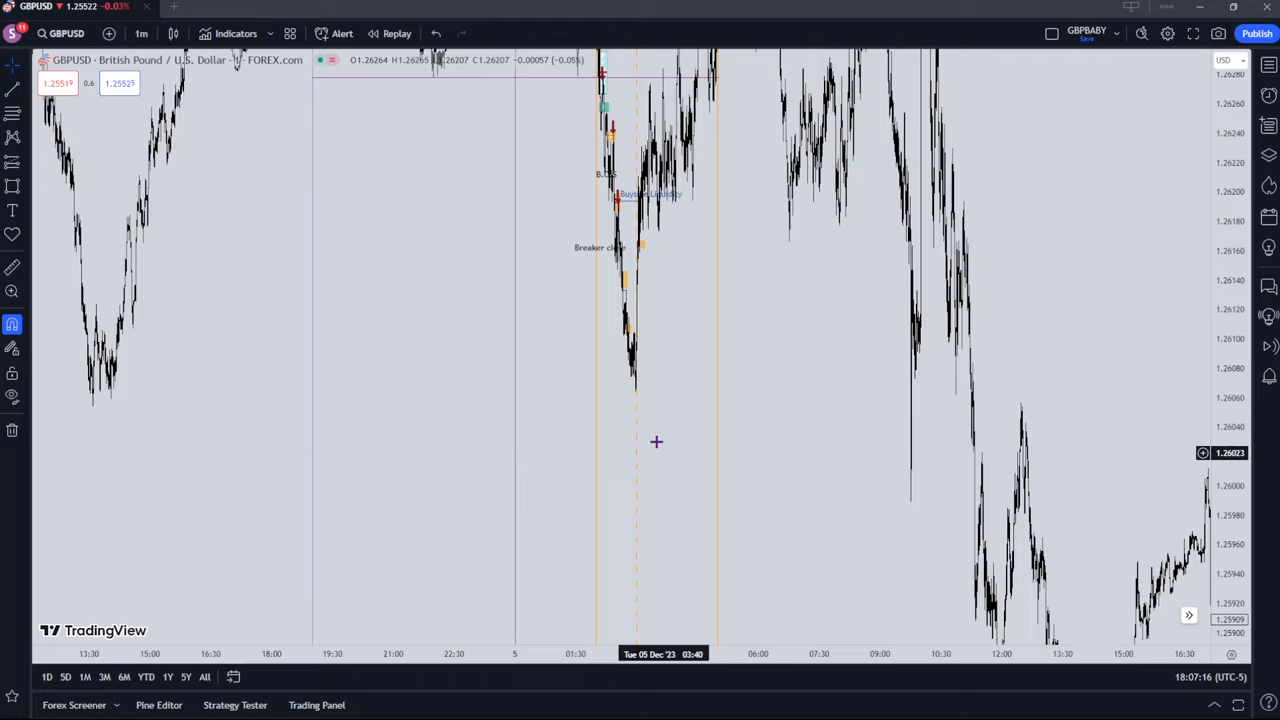 GBPUSD 1.25522 -0.03%
S 11 GBPUSD 1m Indicators Alert Replay GBPBABY Save Publish
GBPUSD · British Pound / U.S. Dollar · 1 · FOREX.com O1.26264 H1.26265 1.26207 C1.26207 -0.00057 (-0.05%) USD
1.25519 0.6 1.25525
1.26280
1.26260
1.26240
1.26220
1.26200
1.26180
1.26160
1.26140
1.26120
1.26100
1.26080
1.26060
1.26040
1.26023
1.26000
1.25980
1.25960
1.25940
1.25920
1.25909
1.25900
Liquidity
Breaker
TradingView
13:30 15:00 16:30 18:00 19:30 21:00 22:30 5 01:30 Tue 05 Dec '23 03:40 06:00 07:30 09:00 10:30 12:00 13:30 15:00 16:30
1D 5D 1M 3M 6M YTD 1Y 5Y All 18:07:16 (UTC-5)
Forex Screener Pine Editor Strategy Tester Trading Panel